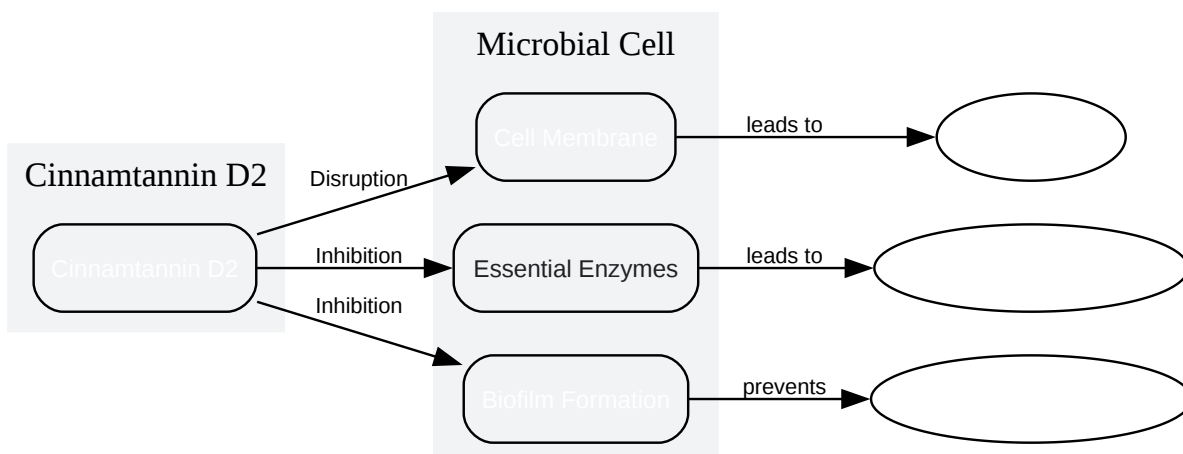 Microbial Cell
Cinnamtannin D2
Cell Membrane
leads to
Disruption
Cinnamtannin D2
Inhibition
Essential Enzymes
leads to
Inhibition
Biofilm Formation
prevents